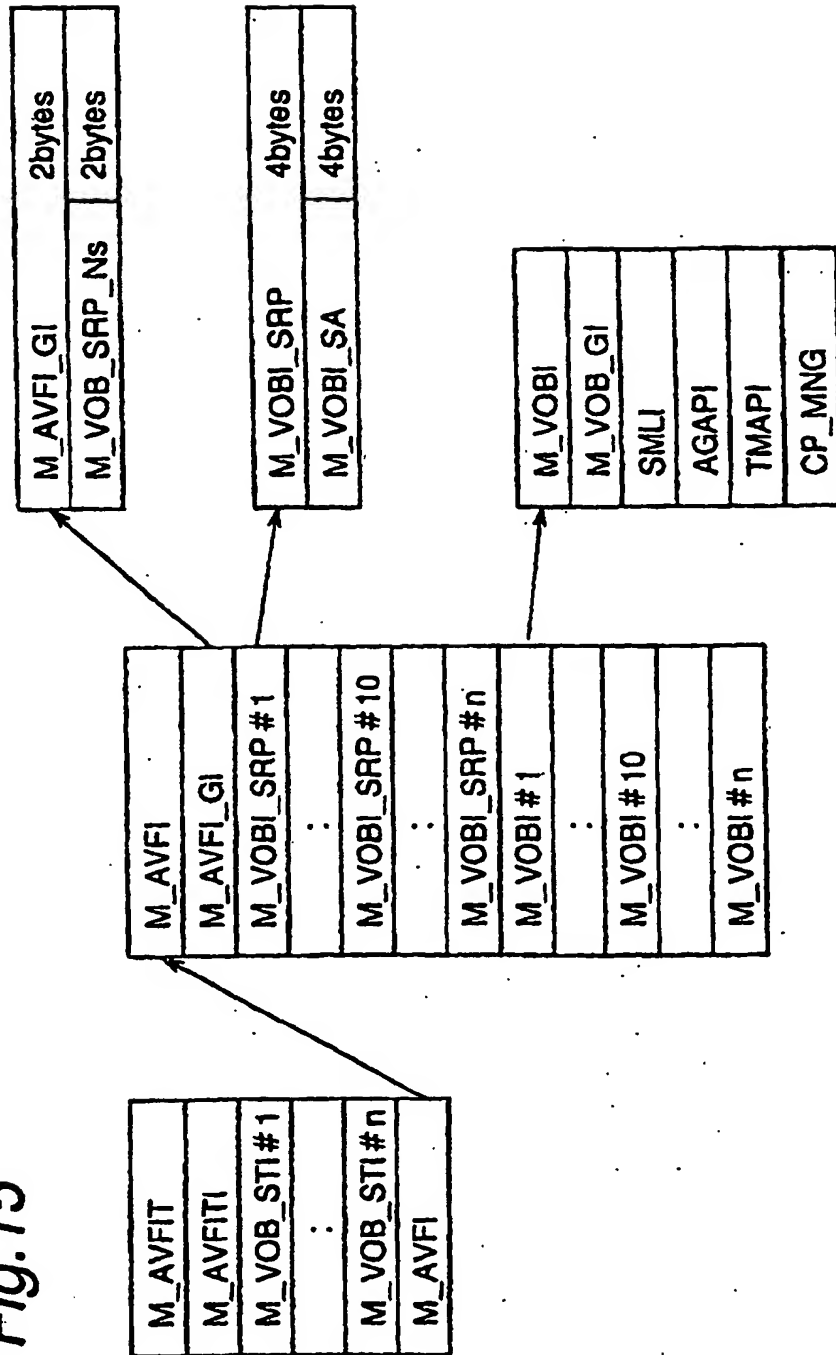 Fig.15
M_AVFIT
M_AVFITI
M_VOB_STI#1
:
M_VOB_STI#n
M_AVFI
M_AVFI
M_AVFI_GI
M_VOBI_SRP#1
:
M_VOBI_SRP#10
:
M_VOBI_SRP#n
M_VOBI#1
:
M_VOBI#10
:
M_VOBI#n
M_AVFI_GI 2bytes
M_VOB_SRP_Ns 2bytes
M_VOBI_SRP 4bytes
M_VOBI_SA 4bytes
M_VOBI
M_VOB_GI
SMLI
AGAPI
TMAPI
CP_MNG